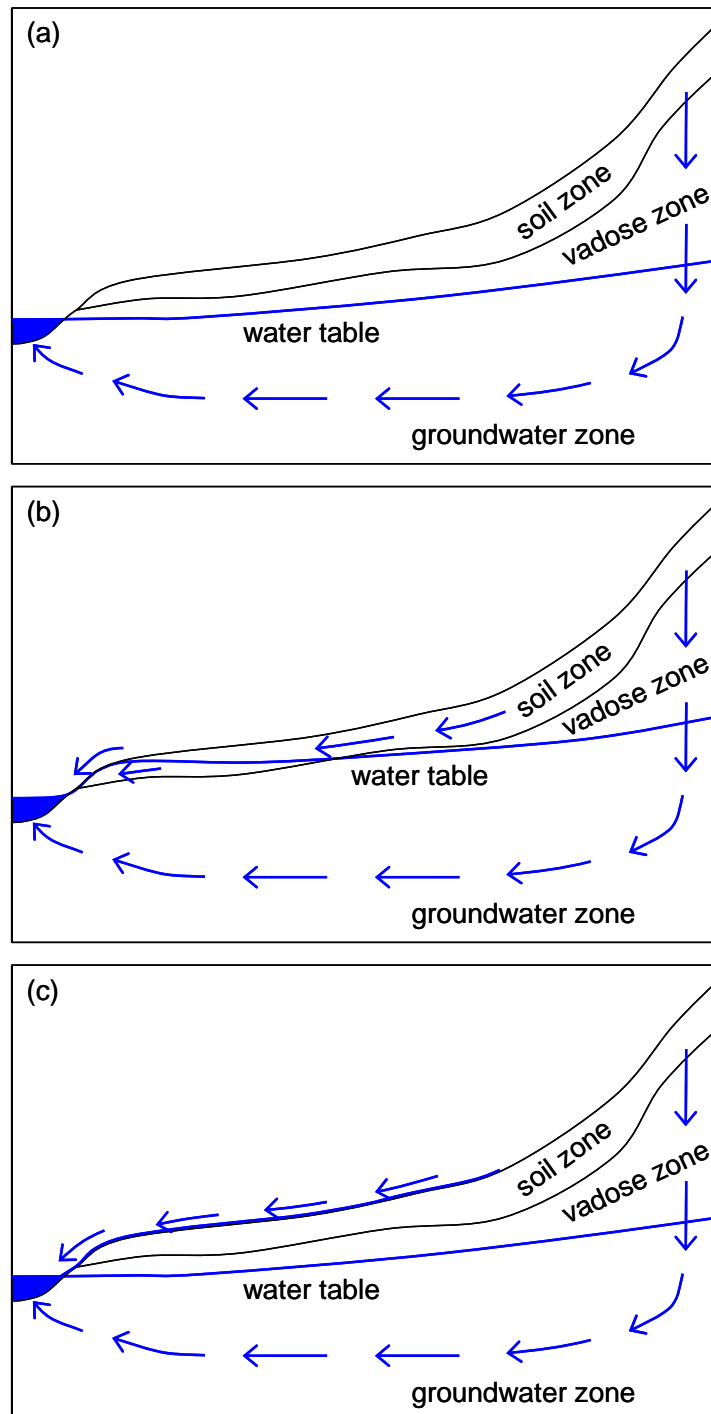 (a)
soil zone
vadose zone
water table
groundwater zone
(b)
soil zone
vadose zone
water table
groundwater zone
(c)
soil zone
vadose zone
water table
groundwater zone